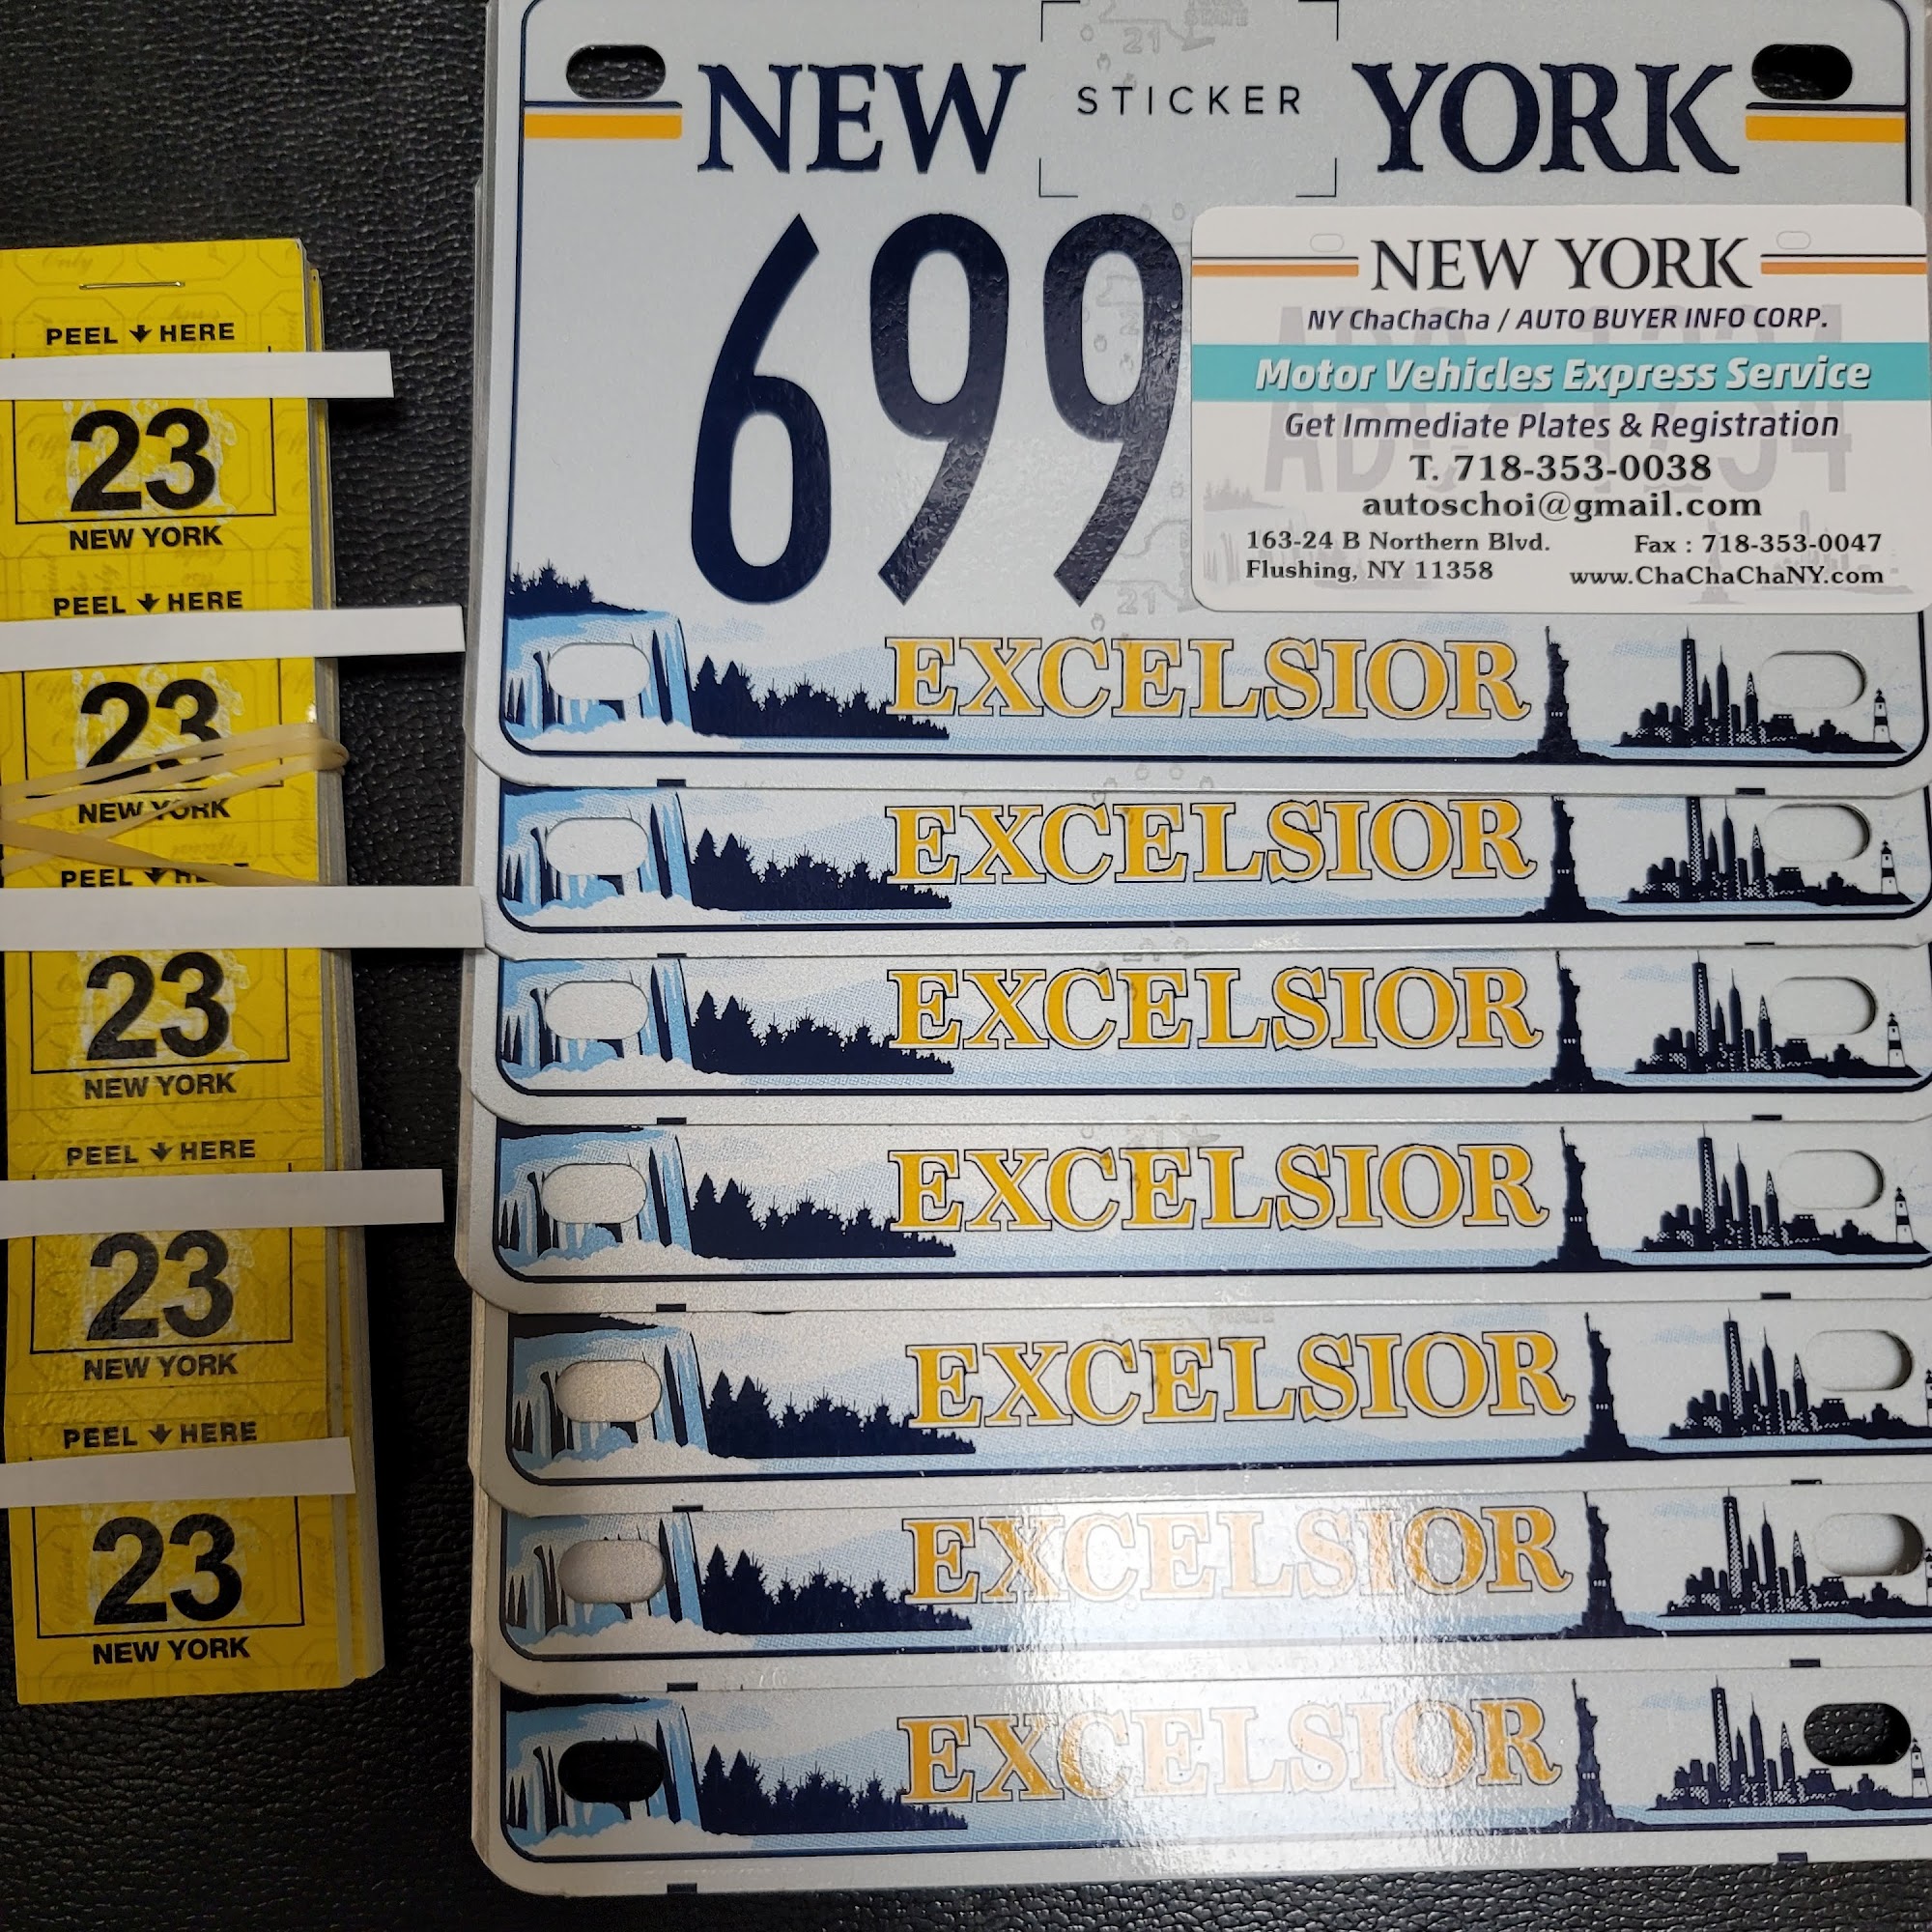 PEEL HERE
23
NEW YORK
PEEL HERE
23
NEW YORK
PEEL HERE
23
NEW YORK
PEEL HERE
23
NEW YORK
PEEL HERE
23
NEW YORK
NEW STICKER YORK
699
NEW YORK
NY ChaChaCha / AUTO BUYER INFO CORP.
Motor Vehicles Express Service
Get Immediate Plates & Registration
T. 718-353-0038
autoschoi@gmail.com
163-24 B Northern Blvd. Fax : 718-353-0047
Flushing, NY 11358 www.ChaChaChaNY.com
EXCELSIOR
EXCELSIOR
EXCELSIOR
EXCELSIOR
EXCELSIOR
EXCELSIOR
EXCELSIOR